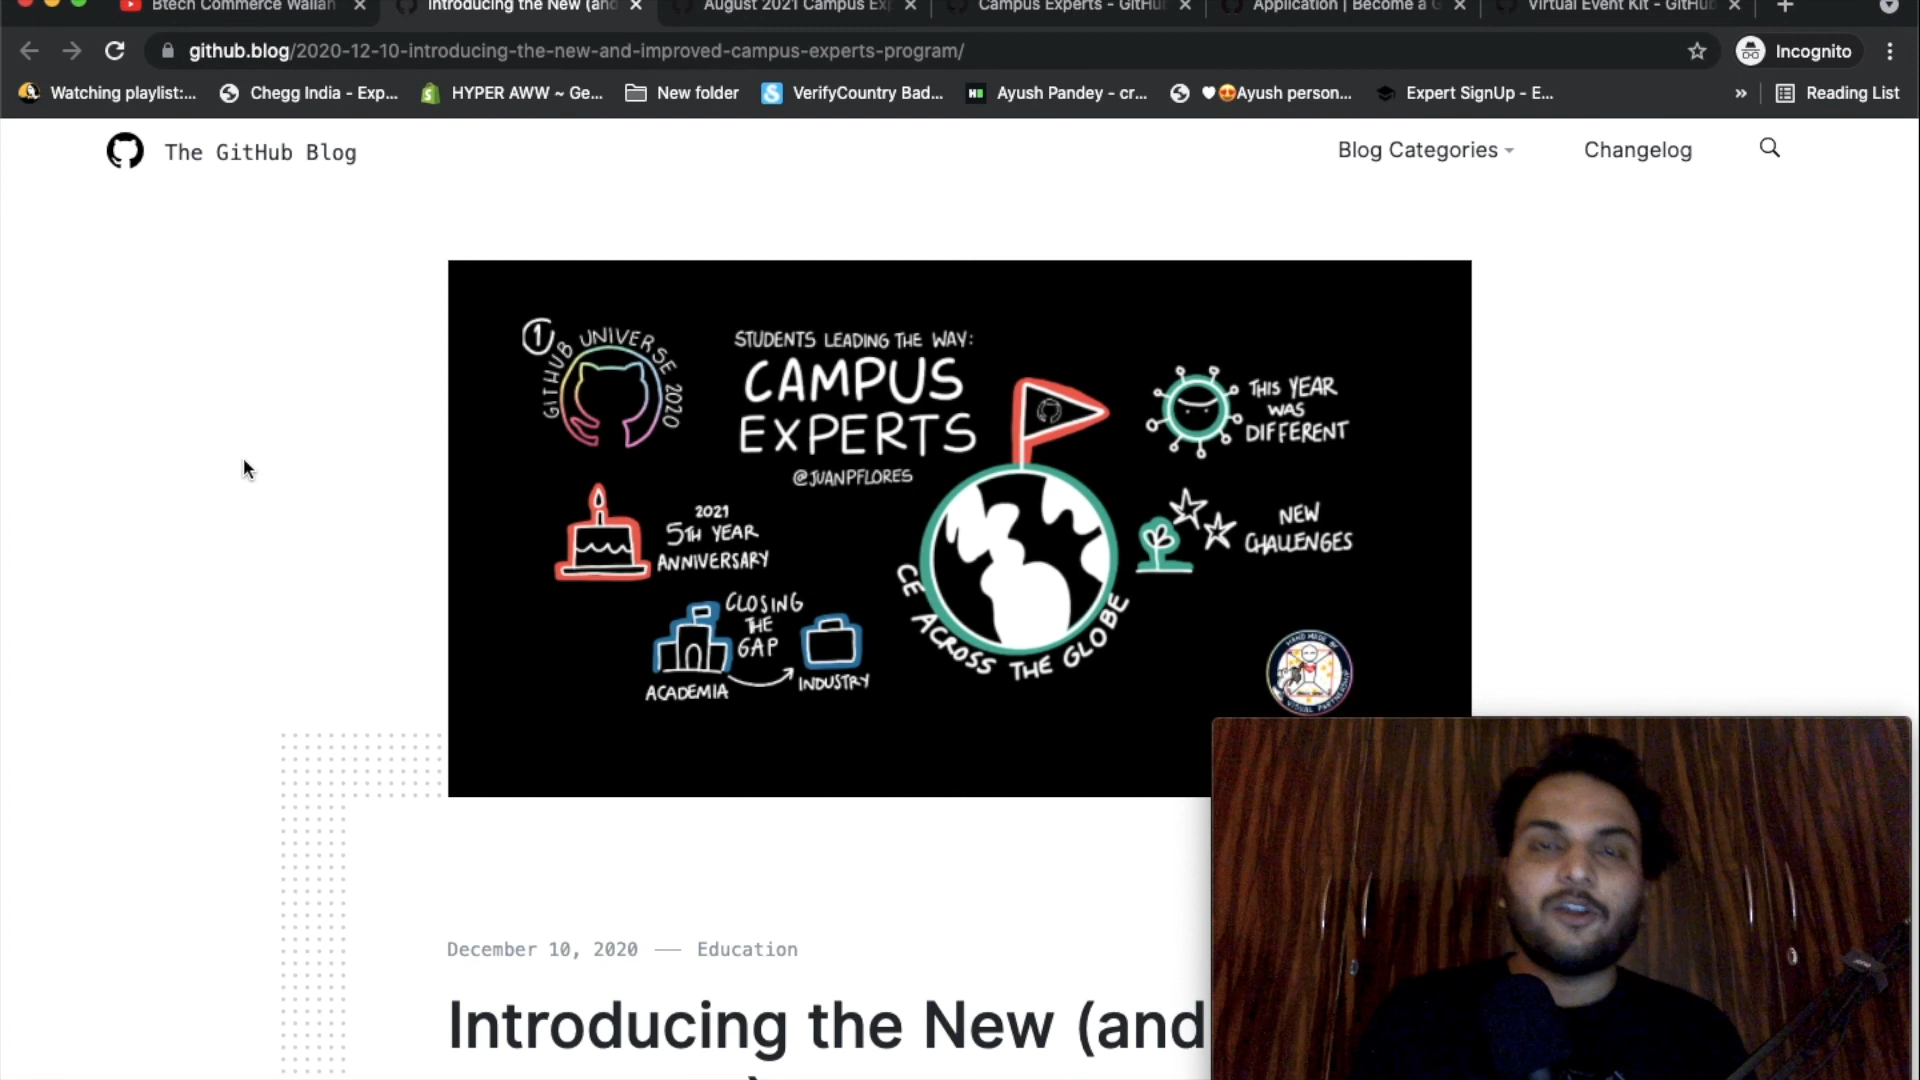 Btech Commerce Wallah
Introducing the New (and
August 2021 Campus Exp
Campus Experts - GitHub
Application | Become a G
Virtual Event Kit - GitHub
github.blog/2020-12-10-introducing-the-new-and-improved-campus-experts-program/
Incognito
Watching playlist:...
Chegg India - Exp...
HYPER AWW ~ Ge...
New folder
VerifyCountry Bad...
Ayush Pandey - cr...
Ayush person...
Expert SignUp - E...
»
Reading List
The GitHub Blog
Blog Categories
Changelog
1
GITHUB UNIVERSE 2020
STUDENTS LEADING THE WAY:
CAMPUS
EXPERTS
@JUANPFLORES
THIS YEAR
WAS
DIFFERENT
2021
5TH YEAR
ANNIVERSARY
NEW
CHALLENGES
CE ACROSS THE GLOBE
CLOSING
THE
GAP
ACADEMIA
INDUSTRY
December 10, 2020 — Education
Introducing the New (and